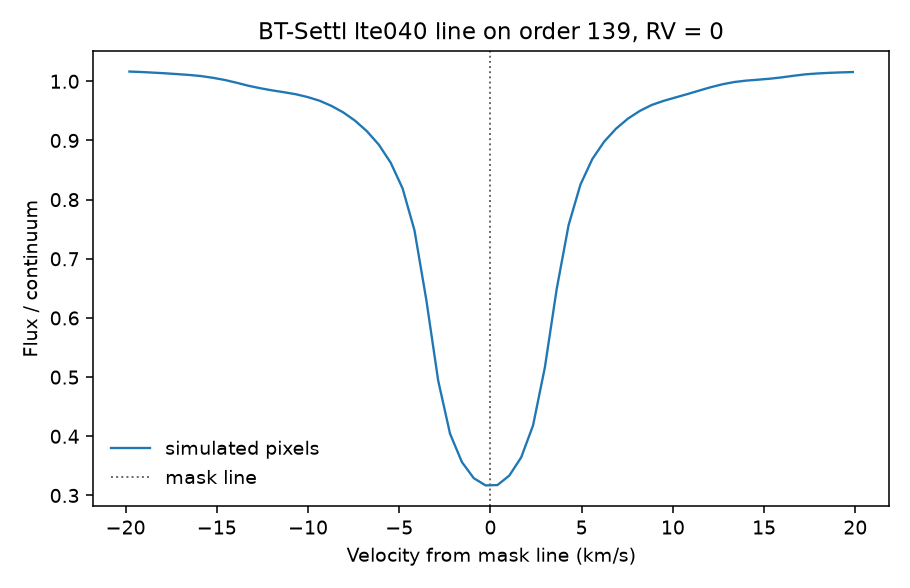 BT-Settl lte040 line on order 139, RV = 0
Flux / continuum
1.0
0.9
0.8
0.7
0.6
0.5
0.4
0.3
simulated pixels
mask line
−20 −15 −10 −5 0 5 10 15 20
Velocity from mask line (km/s)